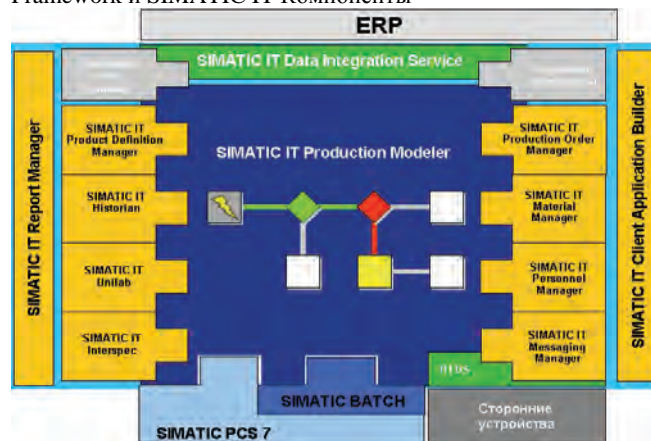 Framework и SIMATIC IT Компоненты
ERP
SIMATIC IT Data Integration Service
SIMATIC IT Report Manager
SIMATIC IT
Product Definition
Manager
SIMATIC IT
Historian
SIMATIC IT
Unilab
SIMATIC IT
Interspec
SIMATIC IT Production Modeler
SIMATIC IT
Production Order
Manager
SIMATIC IT
Material
Manager
SIMATIC IT
Personnel
Manager
SIMATIC IT
Messaging
Manager
SIMATIC IT Client Application Builder
RTDS
SIMATIC BATCH
SIMATIC PCS 7
Сторонние
устройства